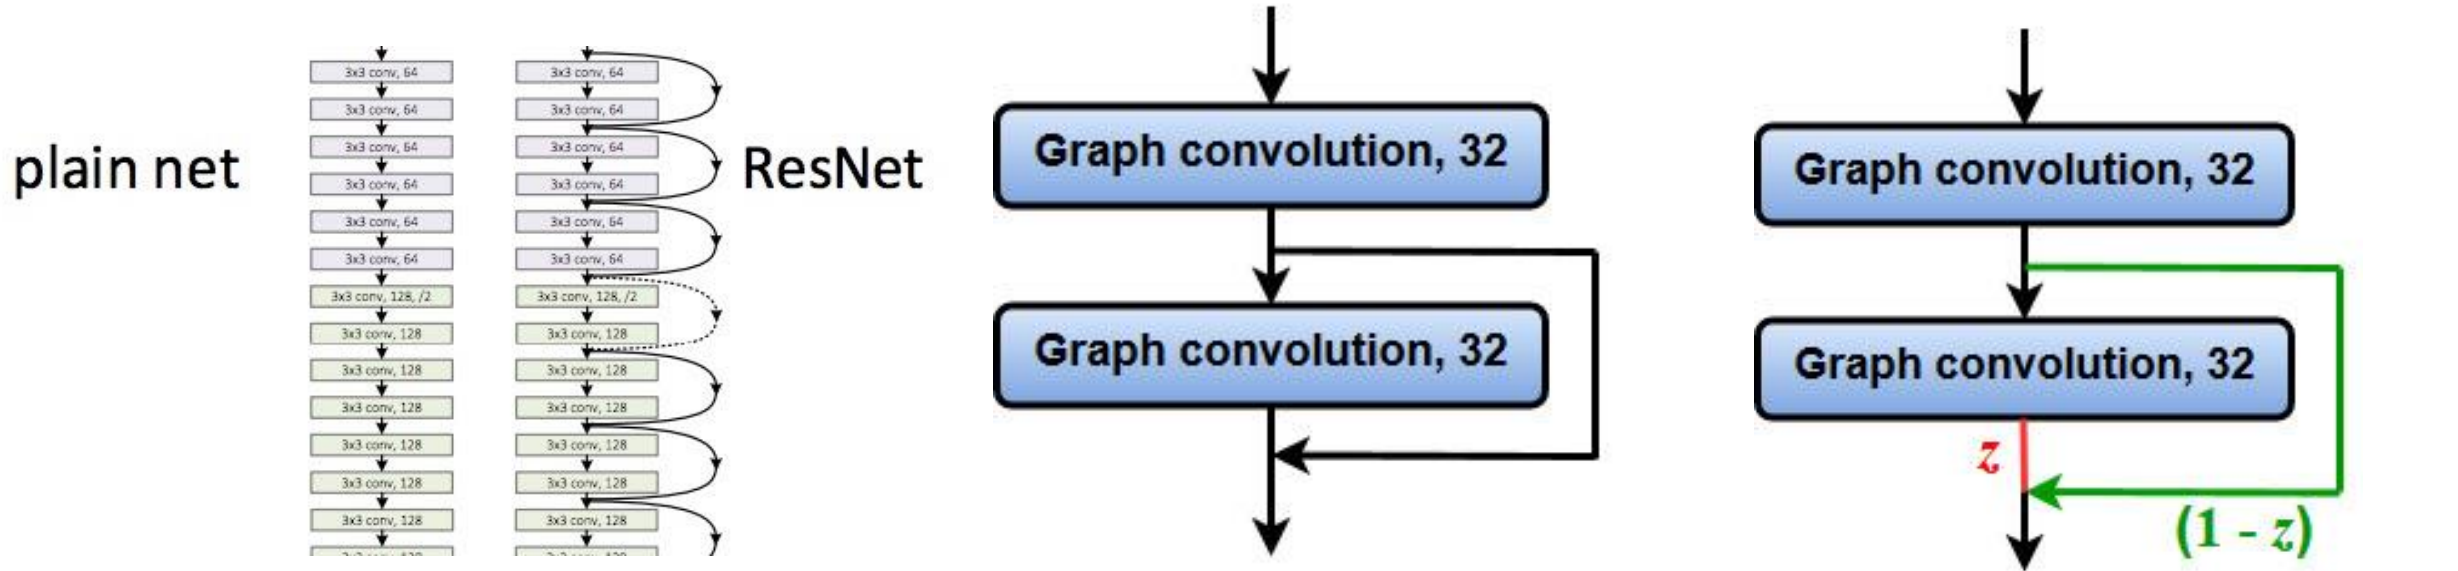 plain net
3x3 conv, 64
3x3 conv, 64
3x3 conv, 64
3x3 conv, 64
3x3 conv, 64
3x3 conv, 64
3x3 conv, 128, /2
3x3 conv, 128
3x3 conv, 128
3x3 conv, 128
3x3 conv, 128
3x3 conv, 128
3x3 conv, 128
3x3 conv, 64
3x3 conv, 64
3x3 conv, 64
3x3 conv, 64
3x3 conv, 64
3x3 conv, 64
3x3 conv, 128, /2
3x3 conv, 128
3x3 conv, 128
3x3 conv, 128
3x3 conv, 128
3x3 conv, 128
3x3 conv, 128
ResNet
Graph convolution, 32
Graph convolution, 32
Graph convolution, 32
Graph convolution, 32
z
(1 - z)